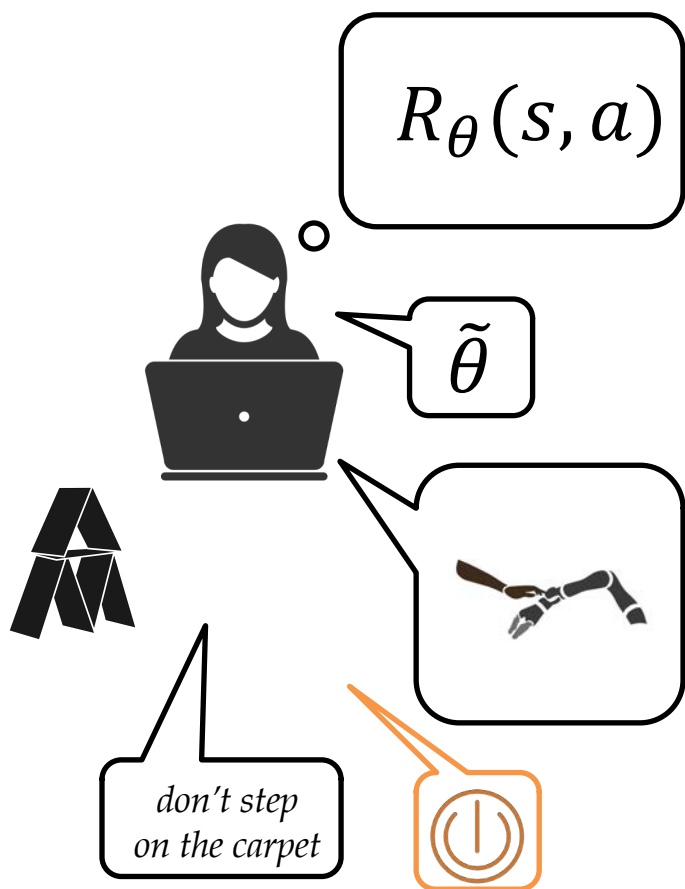 R_θ(s, a)
θ̃
don’t step
on the carpet